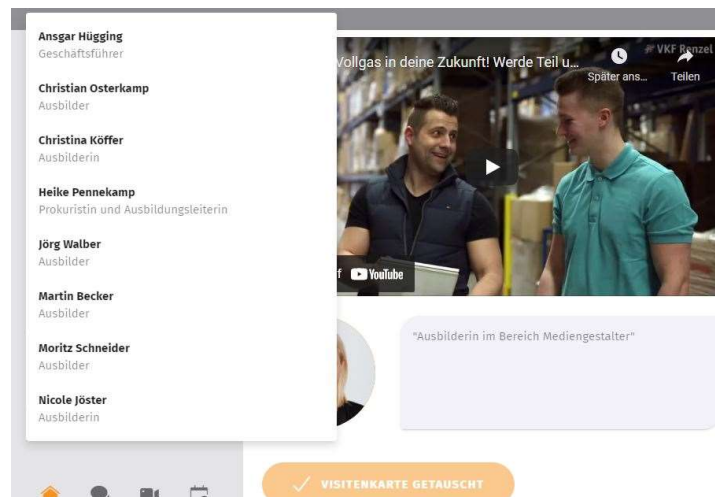 Ansgar Hügging
Geschäftsführer
Christian Osterkamp
Ausbilder
Christina Köffer
Ausbilderin
Heike Pennekamp
Prokuristin und Ausbildungsleiterin
Jörg Walber
Ausbilder
Martin Becker
Ausbilder
Moritz Schneider
Ausbilder
Nicole Jöster
Ausbilderin
Vollgas in deine Zukunft! Werde Teil u...
VKF Renzel
Später ans...
Teilen
f YouTube
"Ausbilderin im Bereich Mediengestalter"
VISITENKARTE GETAUSCHT